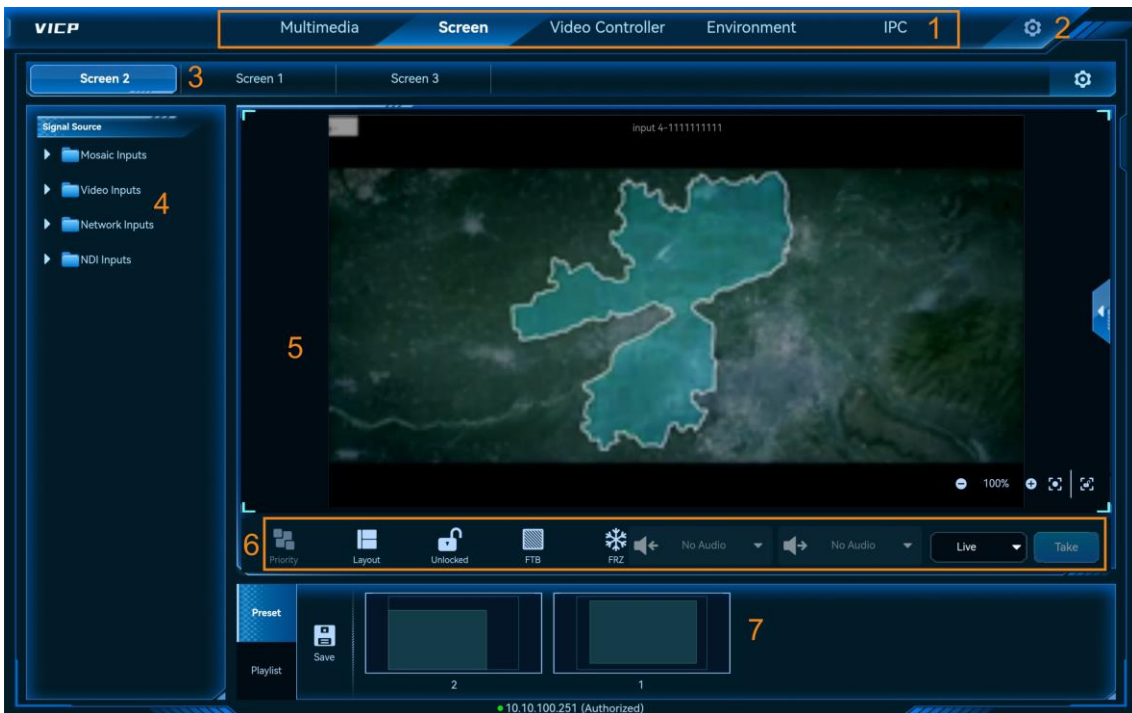 VICP
Multimedia
Screen
Video Controller
Environment
IPC
1
2
Screen 2
3
Screen 1
Screen 3
Signal Source
Mosaic Inputs
Video Inputs
4
Network Inputs
NDI Inputs
input 4-1111111111
5
100%
6
Priority
Layout
Unlocked
FTB
FRZ
No Audio
No Audio
Live
Take
Preset
Playlist
Save
2
1
7
10.10.100.251 (Authorized)